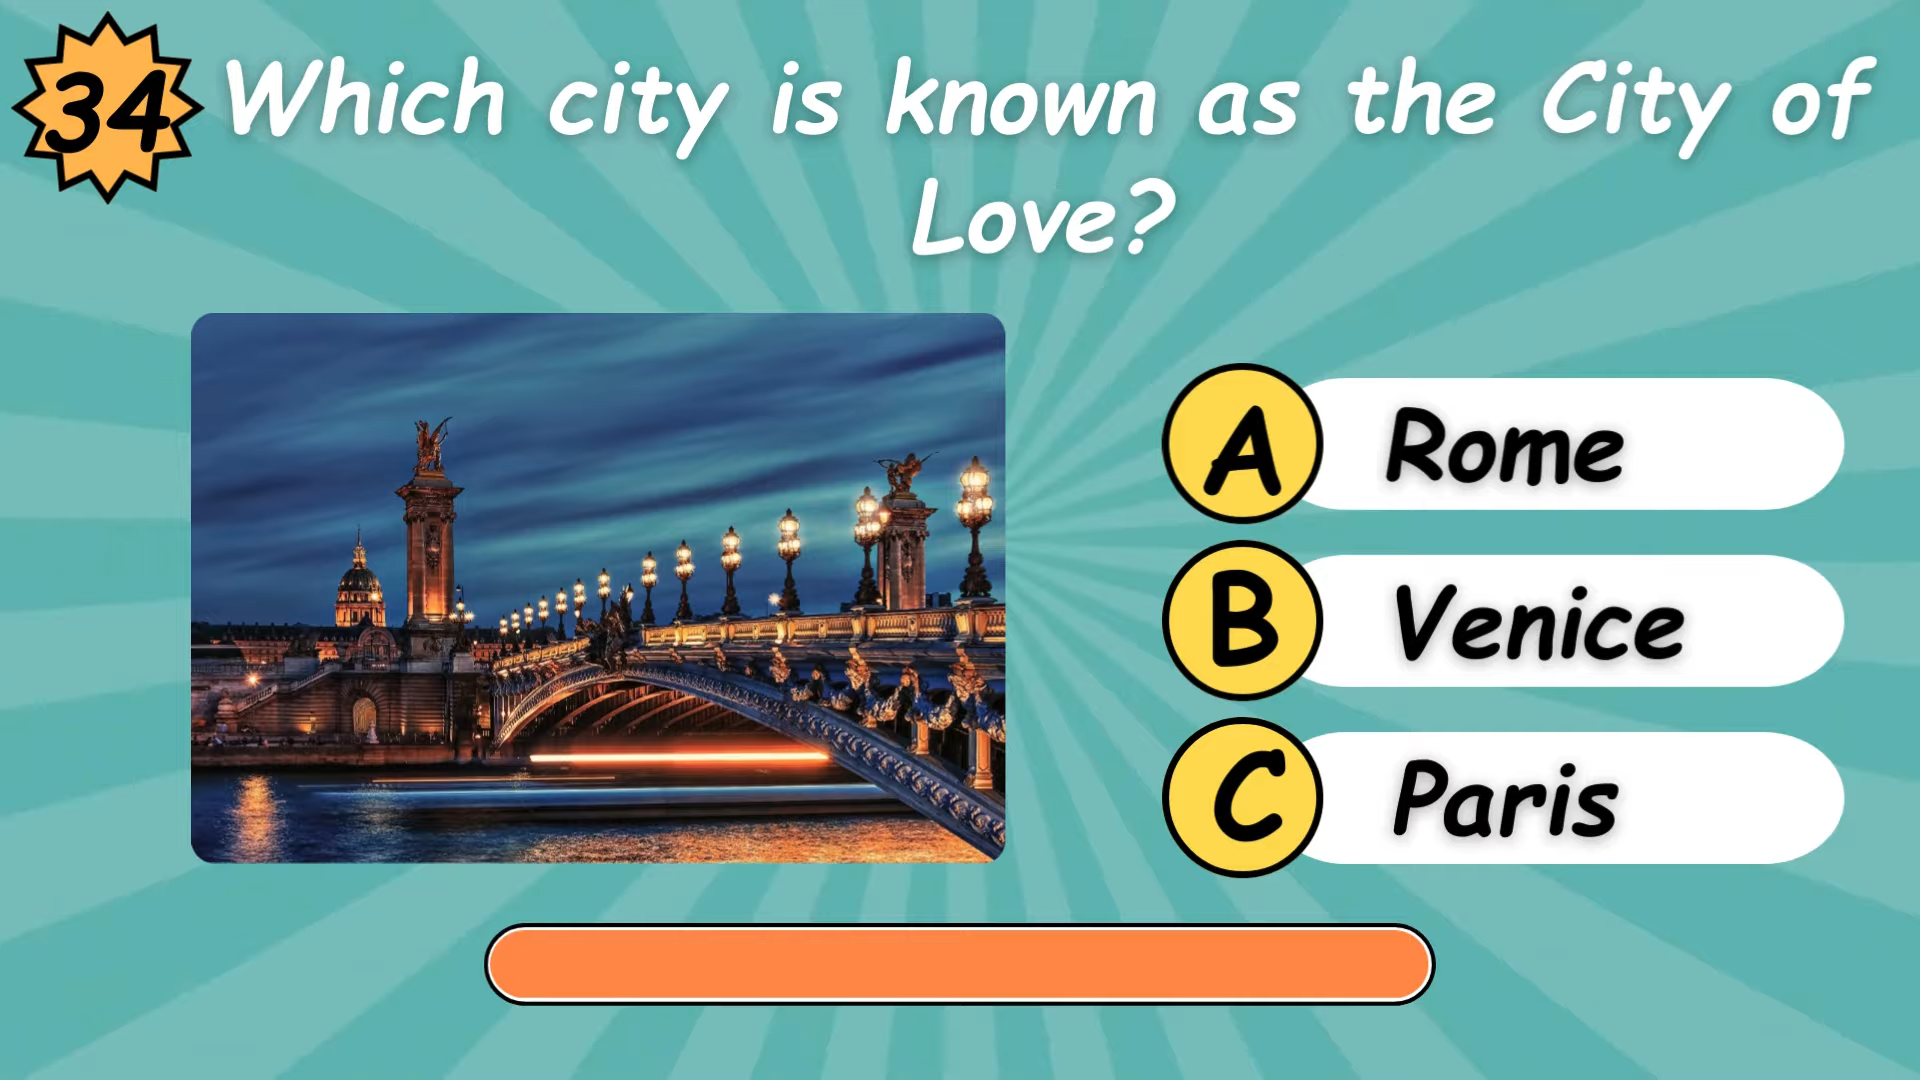 34
Which city is known as the City of
Love?
A Rome
B Venice
C Paris